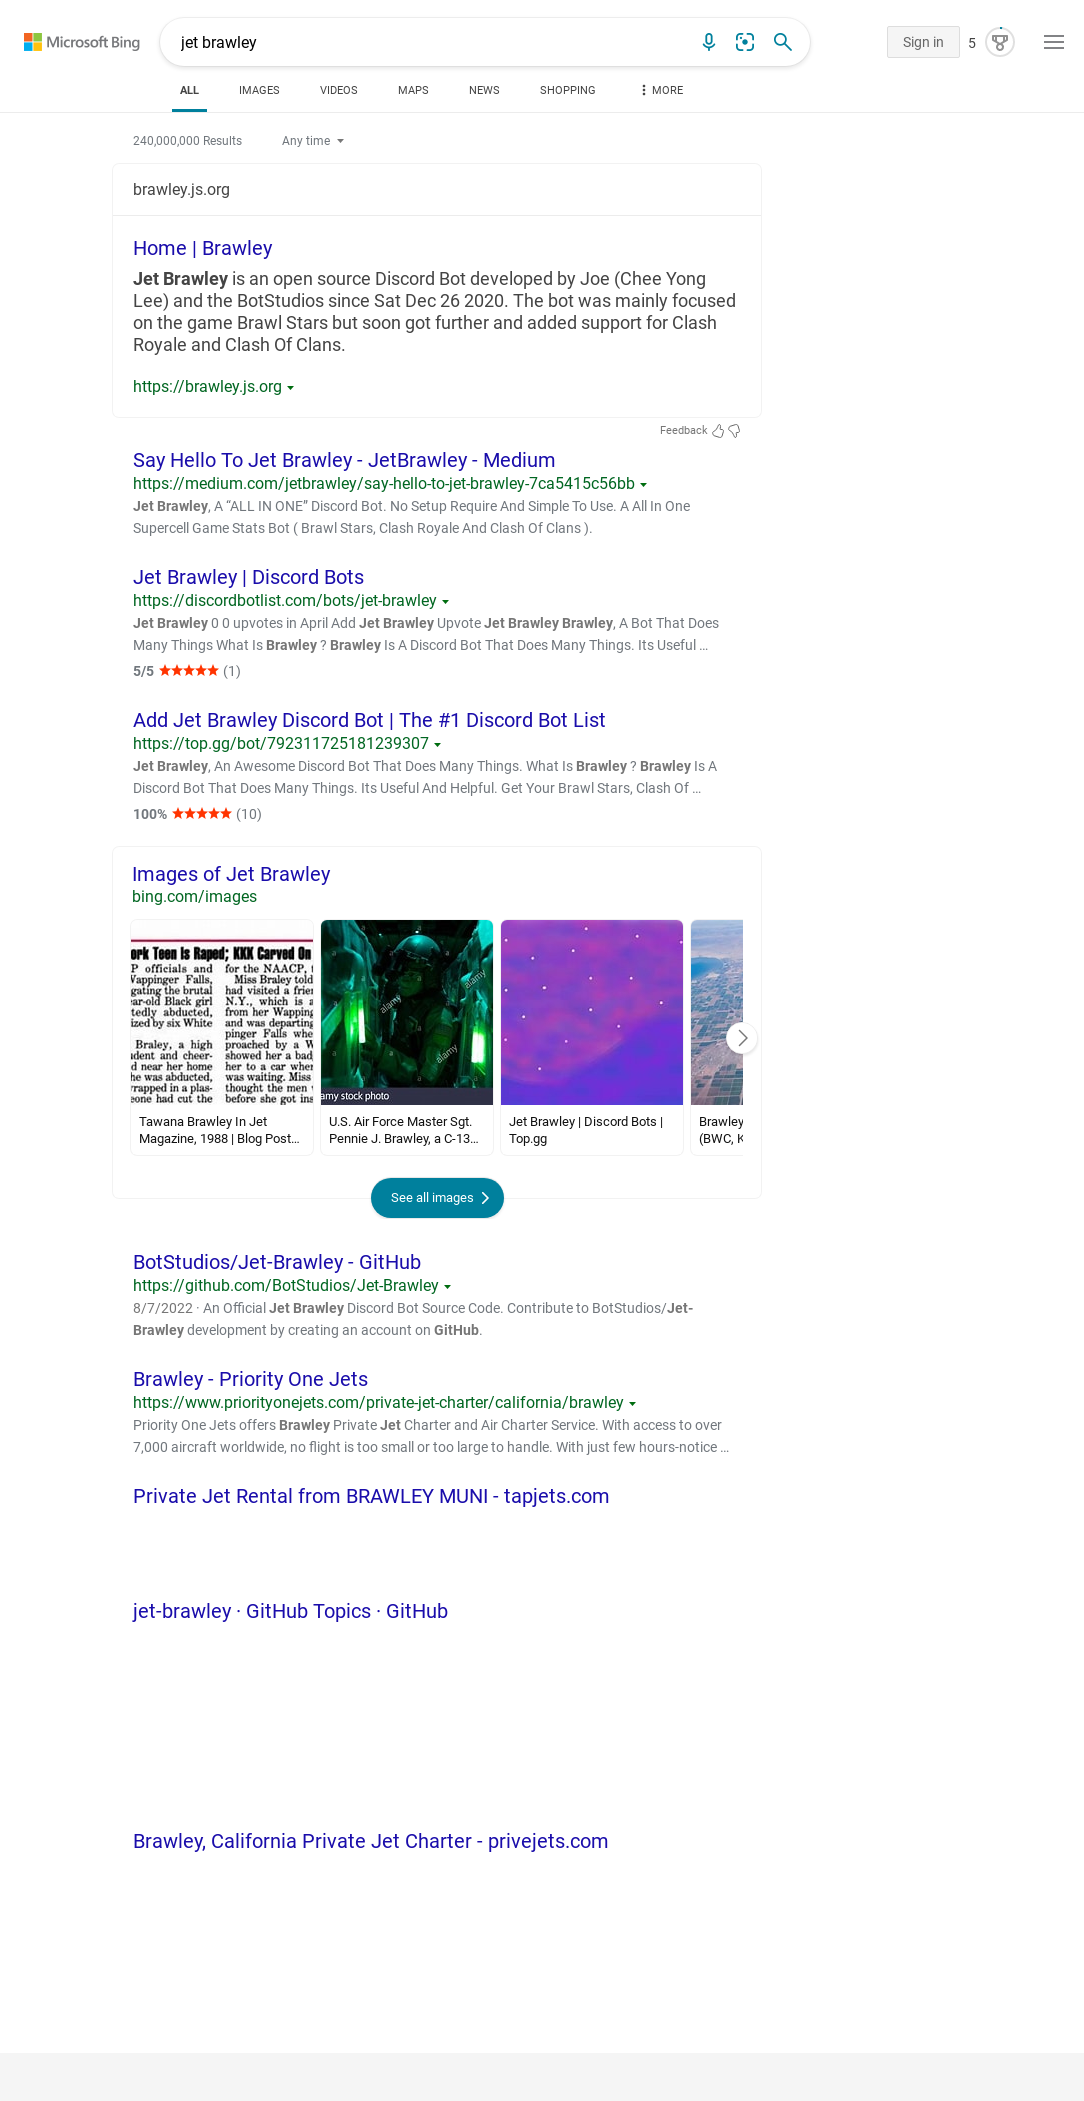 Microsoft Bing
jet brawley
Sign in
5
ALL
IMAGES
VIDEOS
MAPS
NEWS
SHOPPING
MORE
240,000,000 Results
Any time
brawley.js.org
Home | Brawley
Jet Brawley is an open source Discord Bot developed by Joe (Chee Yong
Lee) and the BotStudios since Sat Dec 26 2020. The bot was mainly focused
on the game Brawl Stars but soon got further and added support for Clash
Royale and Clash Of Clans.
https://brawley.js.org
Feedback
Say Hello To Jet Brawley - JetBrawley - Medium
https://medium.com/jetbrawley/say-hello-to-jet-brawley-7ca5415c56bb
Jet Brawley, A “ALL IN ONE” Discord Bot. No Setup Require And Simple To Use. A All In One
Supercell Game Stats Bot ( Brawl Stars, Clash Royale And Clash Of Clans ).
Jet Brawley | Discord Bots
https://discordbotlist.com/bots/jet-brawley
Jet Brawley 0 0 upvotes in April Add Jet Brawley Upvote Jet Brawley Brawley, A Bot That Does
Many Things What Is Brawley ? Brawley Is A Discord Bot That Does Many Things. Its Useful …
5/5 ★★★★★ (1)
Add Jet Brawley Discord Bot | The #1 Discord Bot List
https://top.gg/bot/792311725181239307
Jet Brawley, An Awesome Discord Bot That Does Many Things. What Is Brawley ? Brawley Is A
Discord Bot That Does Many Things. Its Useful And Helpful. Get Your Brawl Stars, Clash Of …
100% ★★★★★ (10)
Images of Jet Brawley
bing.com/images
ork Teen Is Raped; KKK Carved On
P officials and
Wappinger Falls,
gating the brutal
ear-old Black girl
tedly abducted,
ized by six White
Braley, a high
dent and cheer-
d near her home
he was abducted,
wrapped in a plas-
eone had cut the
for the NAACP, t
Miss Braley told
had visited a frien
N.Y., which is a
from her Wapping
and was departing
pinger Falls whe
proached by a W
showed her a bad
her to a car wher
was waiting. Miss
thought the men w
before she got ins
alamy
alamy
alamy
amy stock photo
Tawana Brawley In Jet
Magazine, 1988 | Blog Post…
U.S. Air Force Master Sgt.
Pennie J. Brawley, a C-13…
Jet Brawley | Discord Bots |
Top.gg
Brawley
(BWC, K
See all images
BotStudios/Jet-Brawley - GitHub
https://github.com/BotStudios/Jet-Brawley
8/7/2022 · An Official Jet Brawley Discord Bot Source Code. Contribute to BotStudios/Jet-
Brawley development by creating an account on GitHub.
Brawley - Priority One Jets
https://www.priorityonejets.com/private-jet-charter/california/brawley
Priority One Jets offers Brawley Private Jet Charter and Air Charter Service. With access to over
7,000 aircraft worldwide, no flight is too small or too large to handle. With just few hours-notice …
Private Jet Rental from BRAWLEY MUNI - tapjets.com
jet-brawley · GitHub Topics · GitHub
Brawley, California Private Jet Charter - privejets.com